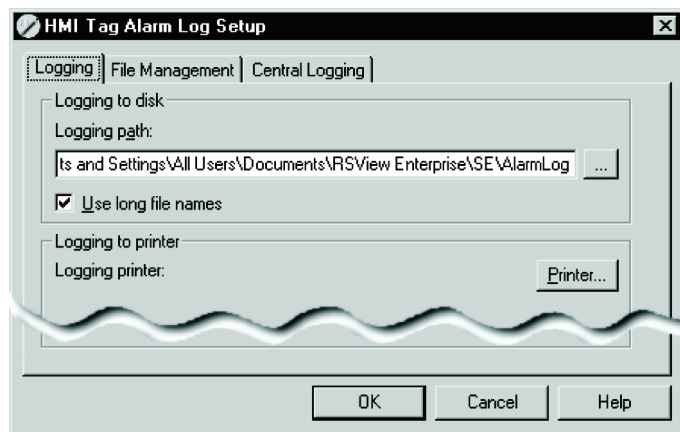 HMI Tag Alarm Log Setup
Logging File Management Central Logging
Logging to disk
Logging path:
ts and Settings\All Users\Documents\RSView Enterprise\SE\AlarmLog ...
Use long file names
Logging to printer
Logging printer: Printer...
OK Cancel Help